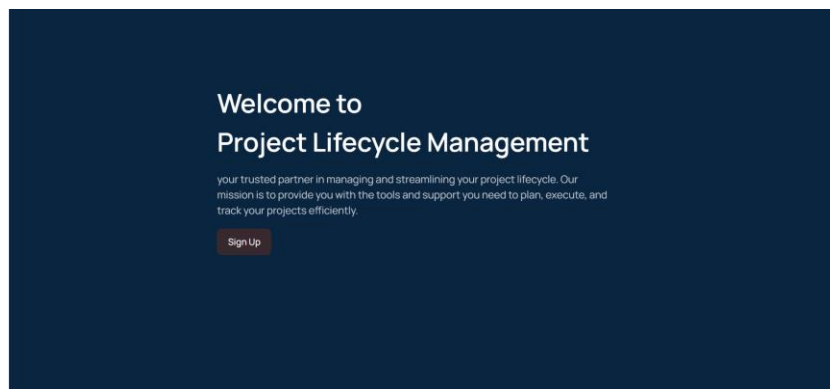 Welcome to
Project Lifecycle Management
your trusted partner in managing and streamlining your project lifecycle. Our
mission is to provide you with the tools and support you need to plan, execute, and
track your projects efficiently.
Sign Up